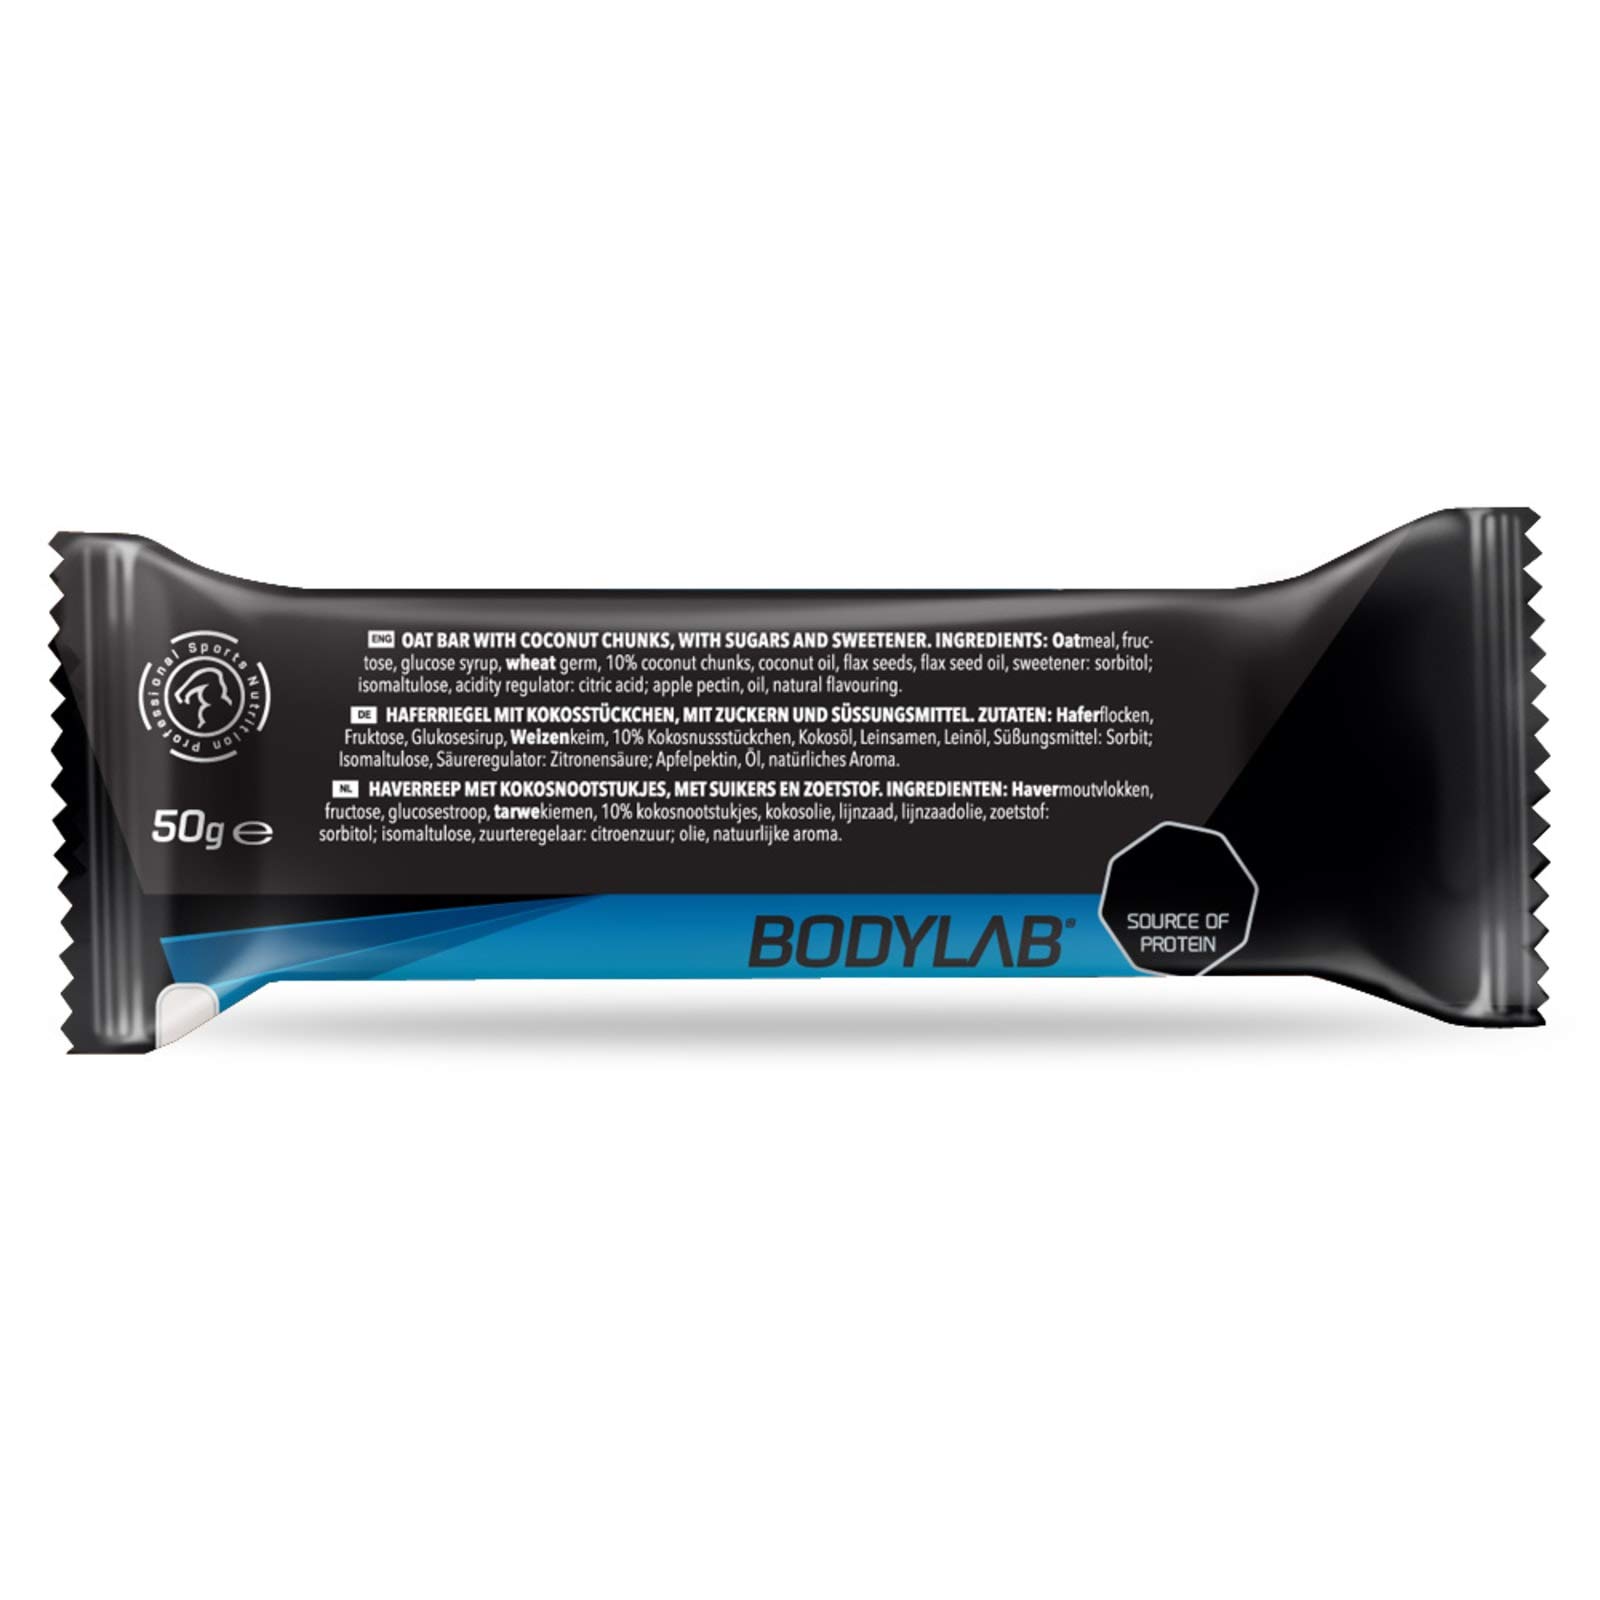 Professional Sports Nutrition
50g ℮
ENG OAT BAR WITH COCONUT CHUNKS, WITH SUGARS AND SWEETENER. INGREDIENTS: Oatmeal, fruc-
tose, glucose syrup, wheat germ, 10% coconut chunks, coconut oil, flax seeds, flax seed oil, sweetener: sorbitol;
isomaltulose, acidity regulator: citric acid; apple pectin, oil, natural flavouring.
DE HAFERRIEGEL MIT KOKOSSTÜCKCHEN, MIT ZUCKERN UND SÜSSUNGSMITTEL. ZUTATEN: Haferflocken,
Fruktose, Glukosesirup, Weizenkeim, 10% Kokosnussstückchen, Kokosöl, Leinsamen, Leinöl, Süßungsmittel: Sorbit;
Isomaltulose, Säureregulator: Zitronensäure; Apfelpektin, Öl, natürliches Aroma.
NL HAVERREEP MET KOKOSNOOTSTUKJES, MET SUIKERS EN ZOETSTOF. INGREDIENTEN: Havermoutvlokken,
fructose, glucosestroop, tarwekiemen, 10% kokosnootstukjes, kokosolie, lijnzaad, lijnzaadolie, zoetstof:
sorbitol; isomaltulose, zuurteregelaar: citroenzuur; olie, natuurlijke aroma.
BODYLAB®
SOURCE OF
PROTEIN